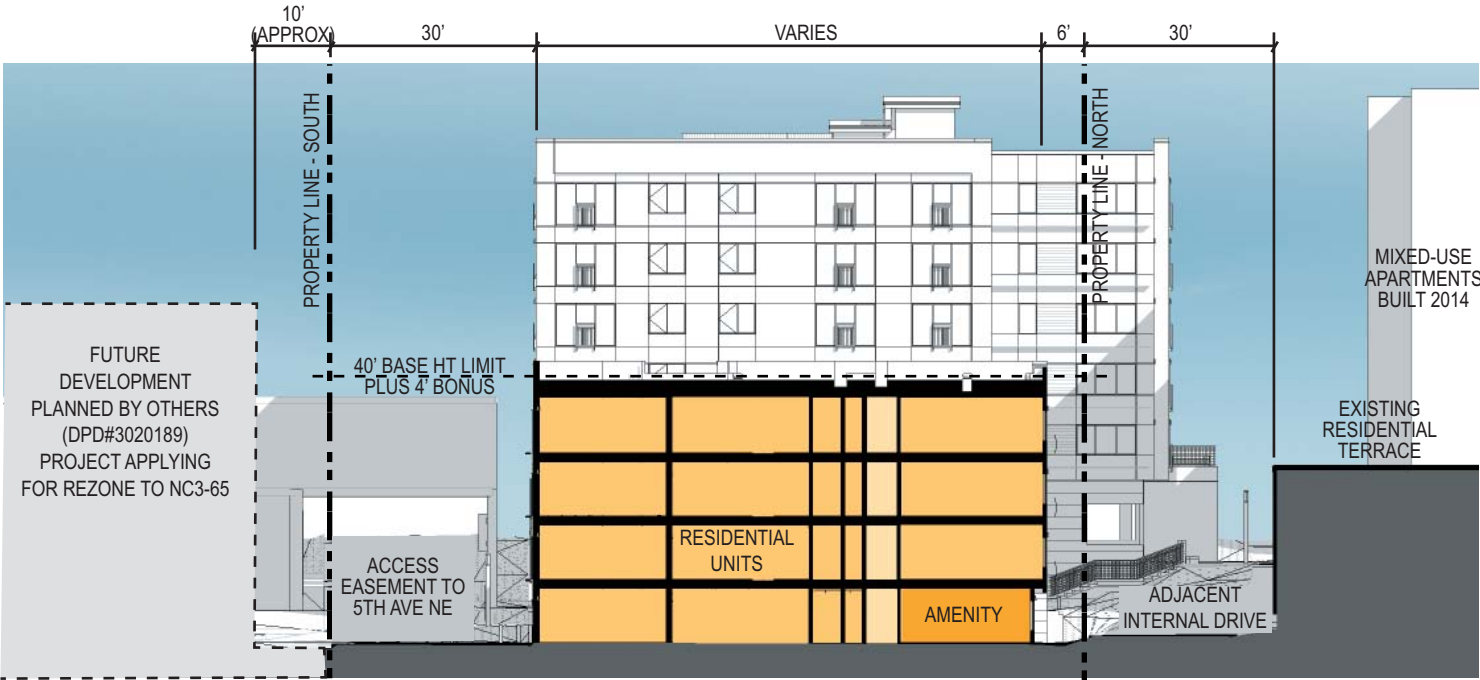 10’
(APPROX)
30’
VARIES
6’
30’
PROPERTY LINE - SOUTH
PROPERTY LINE - NORTH
MIXED-USE
APARTMENTS
BUILT 2014
FUTURE
DEVELOPMENT
PLANNED BY OTHERS
(DPD#3020189)
PROJECT APPLYING
FOR REZONE TO NC3-65
40’ BASE HT LIMIT
PLUS 4’ BONUS
EXISTING
RESIDENTIAL
TERRACE
RESIDENTIAL
UNITS
ACCESS
EASEMENT TO
5TH AVE NE
AMENITY
ADJACENT
INTERNAL DRIVE